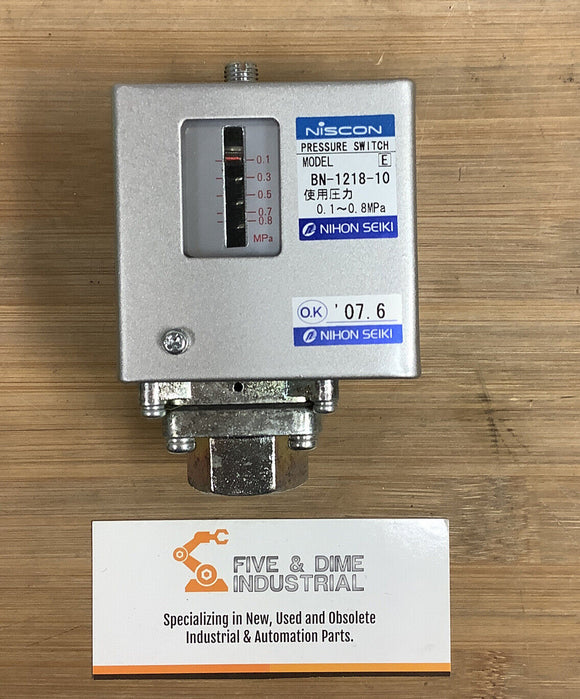 0.1
0.3
0.5
0.7
0.8
MPa
NISCON
PRESSURE SWITCH
MODEL E
BN-1218-10
使用圧力
0.1～0.8MPa
NIHON SEIKI
O.K '07.6
NIHON SEIKI
FIVE & DIME
INDUSTRIAL
Specializing in New, Used and Obsolete
Industrial & Automation Parts.